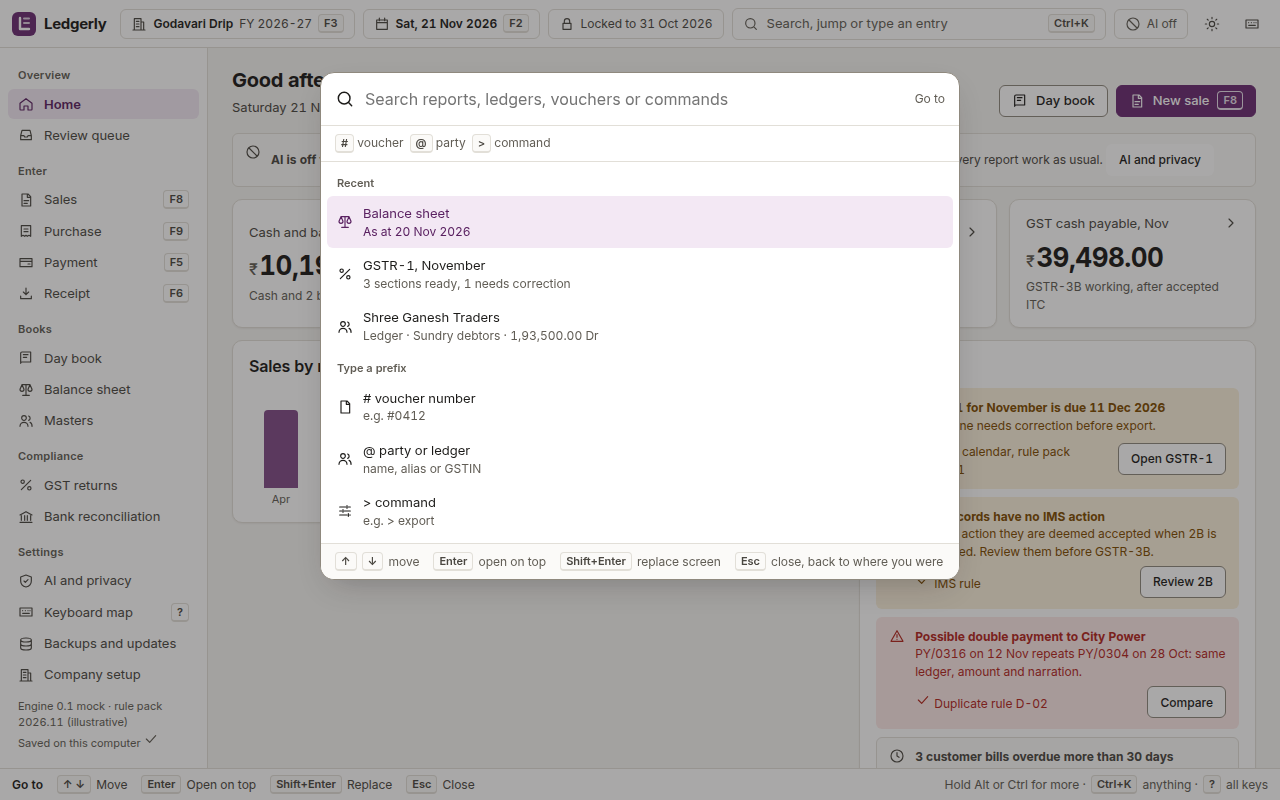 Ledgerly
Godavari Drip FY 2026-27 F3
Sat, 21 Nov 2026 F2
Locked to 31 Oct 2026
Search, jump or type an entry Ctrl+K
AI off
Overview
Home
Review queue
Enter
Sales F8
Purchase F9
Payment F5
Receipt F6
Books
Day book
Balance sheet
Masters
Compliance
GST returns
Bank reconciliation
Settings
AI and privacy
Keyboard map ?
Backups and updates
Company setup
Engine 0.1 mock · rule pack
2026.11 (illustrative)
Saved on this computer
Good
Saturday 21
Day book
New sale F8
AI is off
report work as usual.
AI and privacy
Cash and
₹10,1
Cash and 2
GST cash payable, Nov
₹39,498.00
GSTR-3B working, after accepted
ITC
Sales by
Apr
Search reports, ledgers, vouchers or commands
Go to
# voucher @ party > command
Recent
Balance sheet
As at 20 Nov 2026
GSTR-1, November
3 sections ready, 1 needs correction
Shree Ganesh Traders
Ledger · Sundry debtors · 1,93,500.00 Dr
Type a prefix
# voucher number
e.g. #0412
@ party or ledger
name, alias or GSTIN
> command
e.g. > export
↑ ↓ move Enter open on top Shift+Enter replace screen Esc close, back to where you were
for November is due 11 Dec 2026
needs correction before export.
calendar, rule pack
Open GSTR-1
have no IMS action
action they are deemed accepted when 2B is
Review them before GSTR-3B.
IMS rule
Review 2B
Possible double payment to City Power
PY/0316 on 12 Nov repeats PY/0304 on 28 Oct: same
ledger, amount and narration.
Duplicate rule D-02
Compare
3 customer bills overdue more than 30 days
Go to ↑ ↓ Move Enter Open on top Shift+Enter Replace Esc Close
Hold Alt or Ctrl for more · Ctrl+K anything · ? all keys